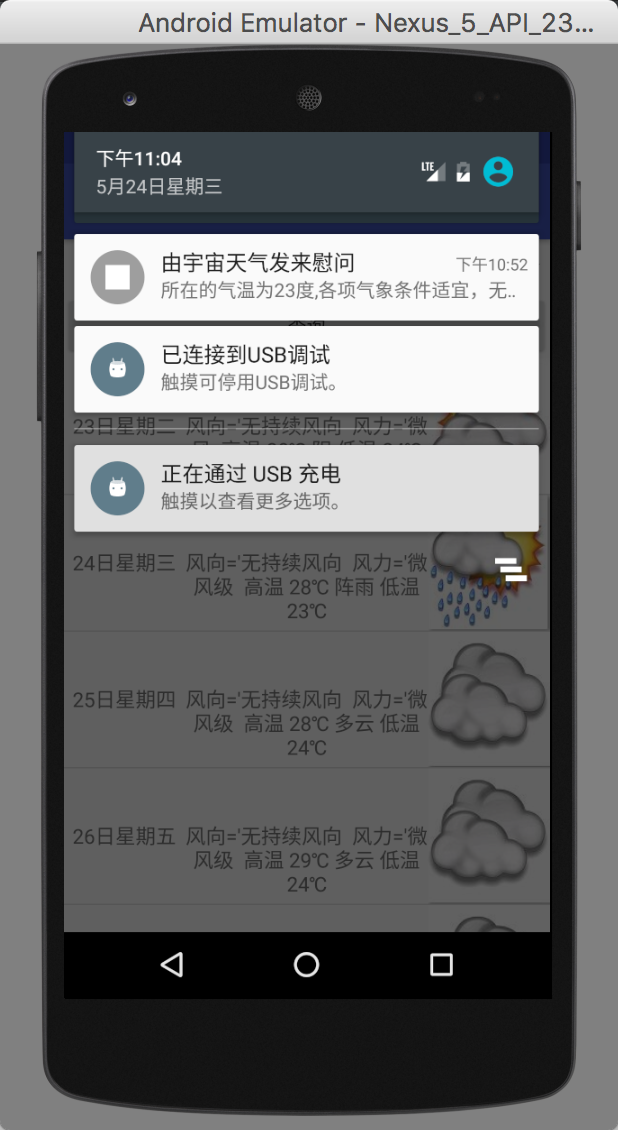 Android Emulator - Nexus_5_API_23...
下午11:04
5月24日星期三
LTE
由宇宙天气发来慰问 下午10:52
所在的气温为23度,各项气象条件适宜，无..
已连接到USB调试
触摸可停用USB调试。
23日星期二 风向='无持续风向 风力='微
正在通过 USB 充电
触摸以查看更多选项。
24日星期三 风向='无持续风向 风力='微
风级 高温 28℃ 阵雨 低温
23℃
25日星期四 风向='无持续风向 风力='微
风级 高温 28℃ 多云 低温
24℃
26日星期五 风向='无持续风向 风力='微
风级 高温 29℃ 多云 低温
24℃